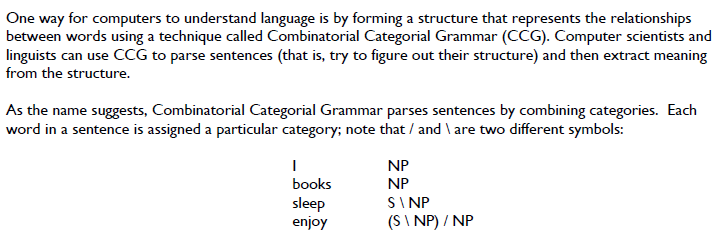 One way for computers to understand language is by forming a structure that represents the relationships
between words using a technique called Combinatorial Categorial Grammar (CCG). Computer scientists and
linguists can use CCG to parse sentences (that is, try to figure out their structure) and then extract meaning
from the structure.
As the name suggests, Combinatorial Categorial Grammar parses sentences by combining categories. Each
word in a sentence is assigned a particular category; note that / and \ are two different symbols:
I NP
books NP
sleep S \ NP
enjoy (S \ NP) / NP